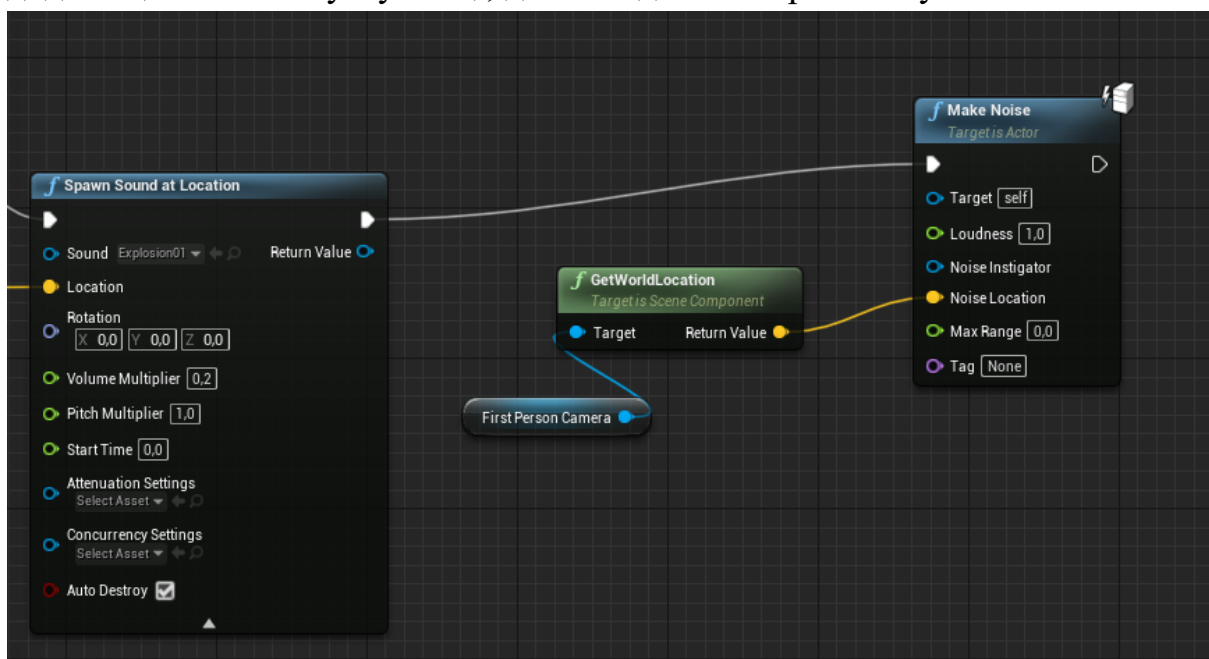 Spawn Sound at Location
Sound Explosion01 Return Value
Location
Rotation
X 0,0 Y 0,0 Z 0,0
Volume Multiplier 0,2
Pitch Multiplier 1,0
Start Time 0,0
Attenuation Settings
Select Asset
Concurrency Settings
Select Asset
Auto Destroy
GetWorldLocation
Target is Scene Component
Target Return Value
First Person Camera
Make Noise
Target is Actor
Target self
Loudness 1,0
Noise Instigator
Noise Location
Max Range 0,0
Tag None